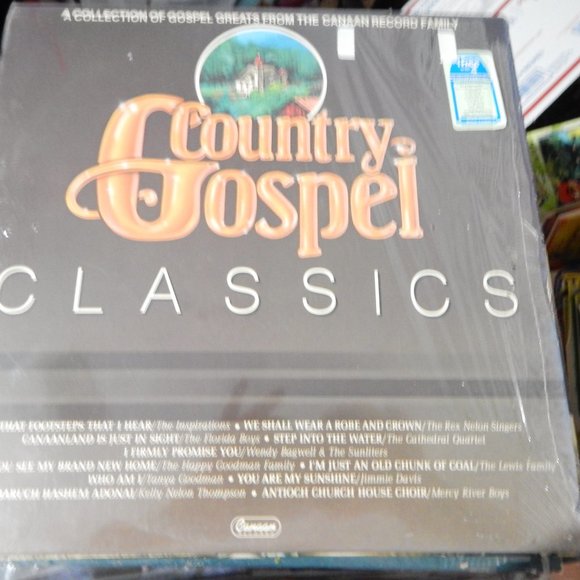 A COLLECTION OF GOSPEL GREATS FROM THE CANAAN RECORD FAMILY
Country
Gospel
CLASSICS
FOOTSTEPS THAT I HEAR/The Inspirations • WE SHALL WEAR A ROBE AND CROWN/The Rex Nelon Singers
CANAANLAND IS JUST IN SIGHT/The Florida Boys • STEP INTO THE WATER/The Cathedral Quartet
I FIRMLY PROMISE YOU/Wendy Bagwell & The Sunliters
SEE MY BRAND NEW HOME/The Happy Goodman Family • I'M JUST AN OLD CHUNK OF COAL/The Lewis Family
WHO AM I/Tanya Goodman • YOU ARE MY SUNSHINE/Jimmie Davis
BARUCH HASHEM ADONAI/Kelly Nelon Thompson • ANTIOCH CHURCH HOUSE CHOIR/Mercy River Boys
Canaan